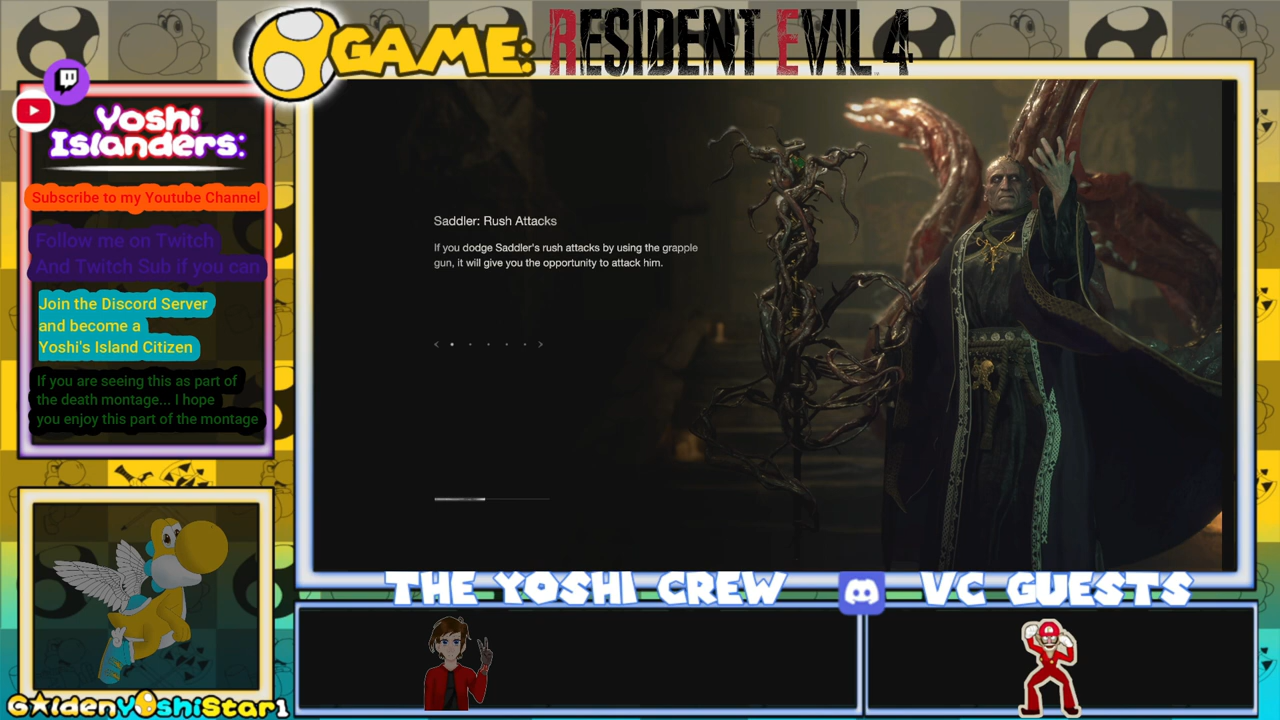 GAME:
RESIDENT EVIL 4
Yoshi
Islanders:
Subscribe to my Youtube Channel
Follow me on Twitch
And Twitch Sub if you can
Join the Discord Server
and become a
Yoshi's Island Citizen
If you are seeing this as part of
the death montage... I hope
you enjoy this part of the montage
Saddler: Rush Attacks
If you dodge Saddler's rush attacks by using the grapple
gun, it will give you the opportunity to attack him.
THE YOSHI CREW
VC GUESTS
GoldenYoshiStar1